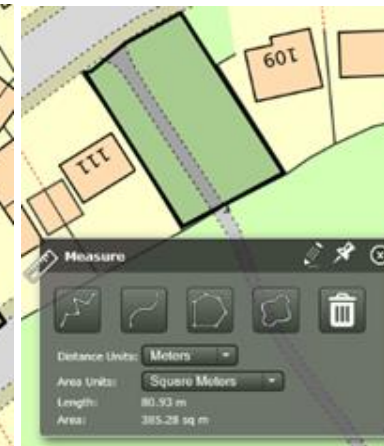 109
111
Measure
Distance Units: Meters
Area Units: Square Meters
Length: 80.93 m
Area: 385.28 sq m